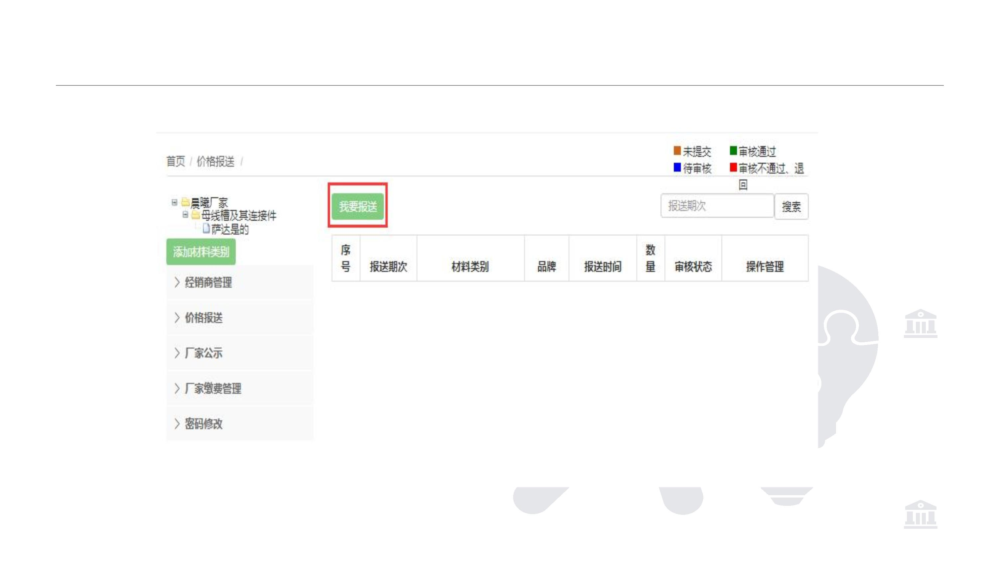 首页 / 价格报送 /
未提交
审核通过
待审核
审核不通过、退回
晨曦厂家
母线槽及其连接件
萨达是的
添加材料类别
经销商管理
价格报送
厂家公示
厂家缴费管理
密码修改
我要报送
报送期次
搜索
序号
报送期次
材料类别
品牌
报送时间
数量
审核状态
操作管理